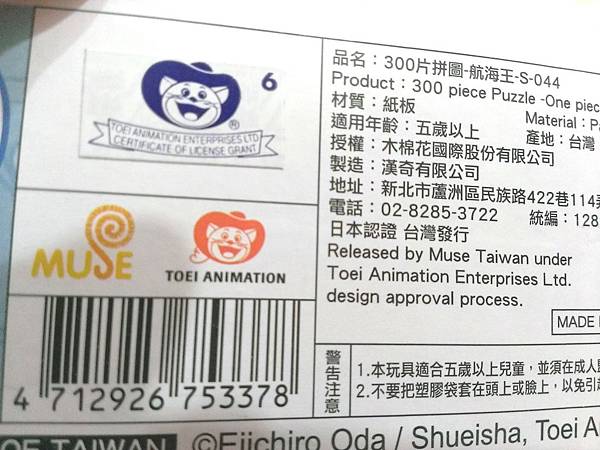 6
®
TOEI ANIMATION ENTERPRISES LTD
CERTIFICATE OF LICENSE GRANT
MUSE
TOEI ANIMATION
4 712926 753378
品名：300片拼圖-航海王-S-044
Product：300 piece Puzzle -One piec
材質：紙板 Material：P
適用年齡：五歲以上 產地：台灣
授權：木棉花國際股份有限公司
製造：漢奇有限公司
地址：新北市蘆洲區民族路422巷114弄
電話：02-8285-3722 統編：128
日本認證 台灣發行
Released by Muse Taiwan under
Toei Animation Enterprises Ltd.
design approval process.
MADE
警告注意
1.本玩具適合五歲以上兒童，並須在成人
2.不要把塑膠袋套在頭上或臉上，以免引
OF TAIWAN
©Eiichiro Oda / Shueisha, Toei A